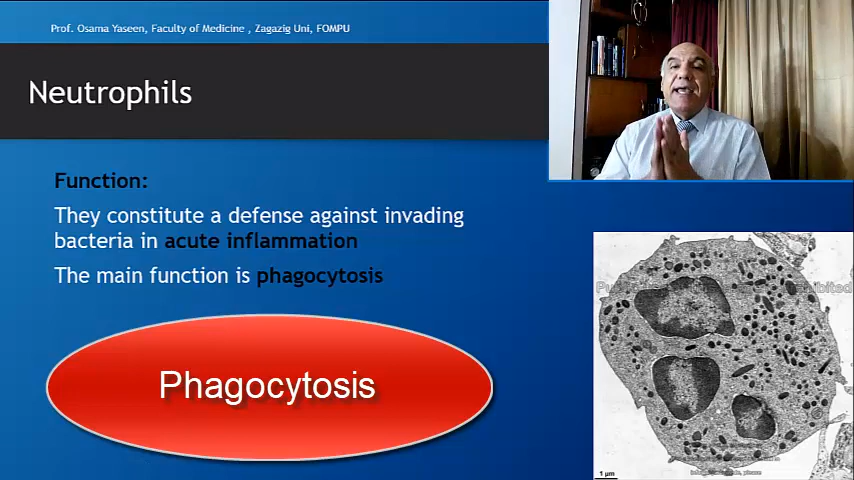 Prof. Osama Yaseen, Faculty of Medicine , Zagazig Uni, FOMPU
Neutrophils
Function:
They constitute a defense against invading
bacteria in acute inflammation
The main function is phagocytosis
Phagocytosis
1 µm
please